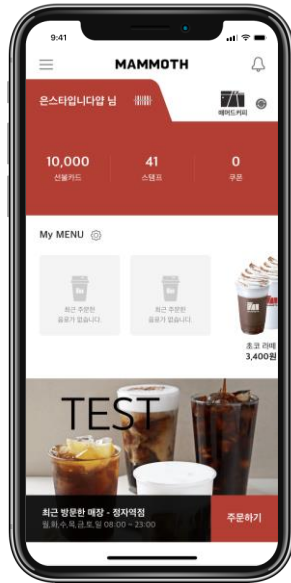 9:41
MAMMOTH
은스타입니다얍 님
매머드커피
10,000
41
0
선불카드
스탬프
쿠폰
My MENU
최근 주문한
음료가 없습니다.
최근 주문한
음료가 없습니다.
초코 라떼
3,400원
TEST
최근 방문한 매장 - 정자역점
월,화,수,목,금,토,일 08:00 ~ 23:00
주문하기